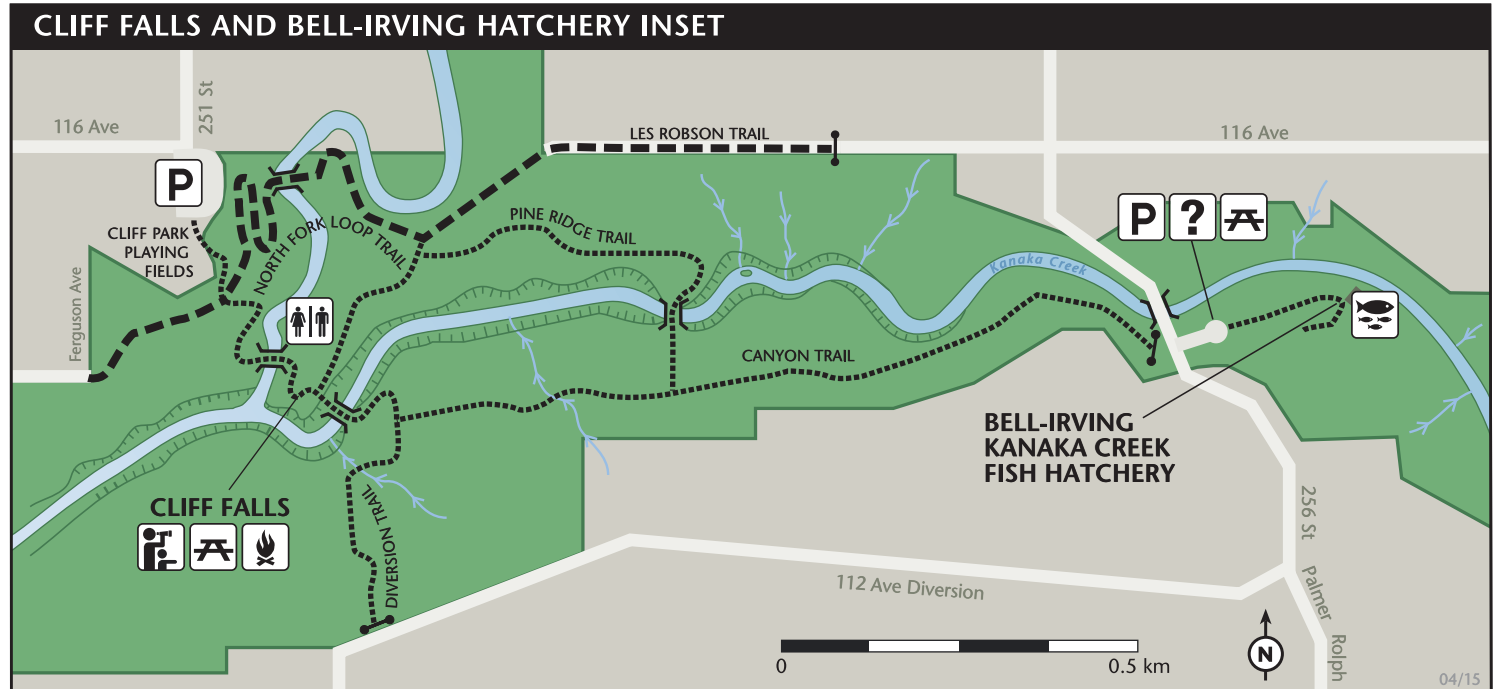 CLIFF FALLS AND BELL-IRVING HATCHERY INSET
251 St
116 Ave
LES ROBSON TRAIL
116 Ave
P
P
?
CLIFF PARK
PLAYING
FIELDS
NORTH FORK LOOP TRAIL
PINE RIDGE TRAIL
Kanaka Creek
Ferguson Ave
CANYON TRAIL
BELL-IRVING
KANAKA CREEK
FISH HATCHERY
CLIFF FALLS
DIVERSION TRAIL
256 St
112 Ave Diversion
Palmer
Rolph
0
0.5 km
N
04/15